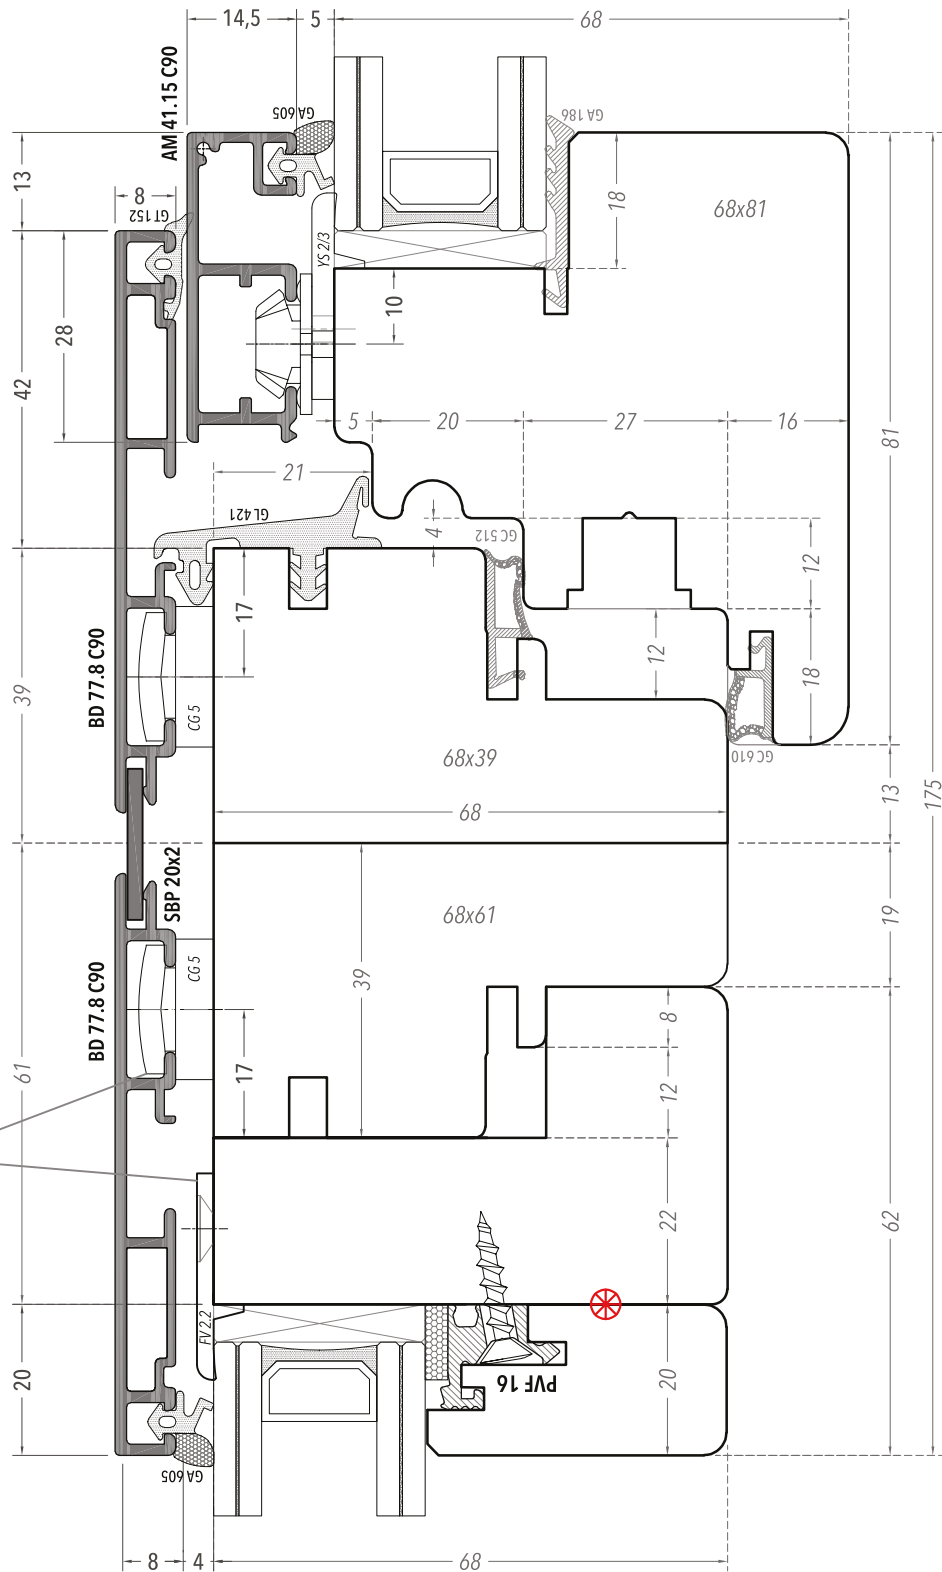 14,5
5
68
AM 41.15 C90
GA 605
GA 186
13
8
GT 152
18
68x81
YS 2/3
10
28
42
5
20
27
16
81
21
GL 421
4
GC 512
12
17
12
18
BD 77.8 C90
39
CG 5
68x39
GC 610
13
175
68
SBP 20x2
68x61
19
39
CG 5
BD 77.8 C90
8
61
17
12
22
62
FV 2.2
20
PVF 16
20
GA 605
8
4
68